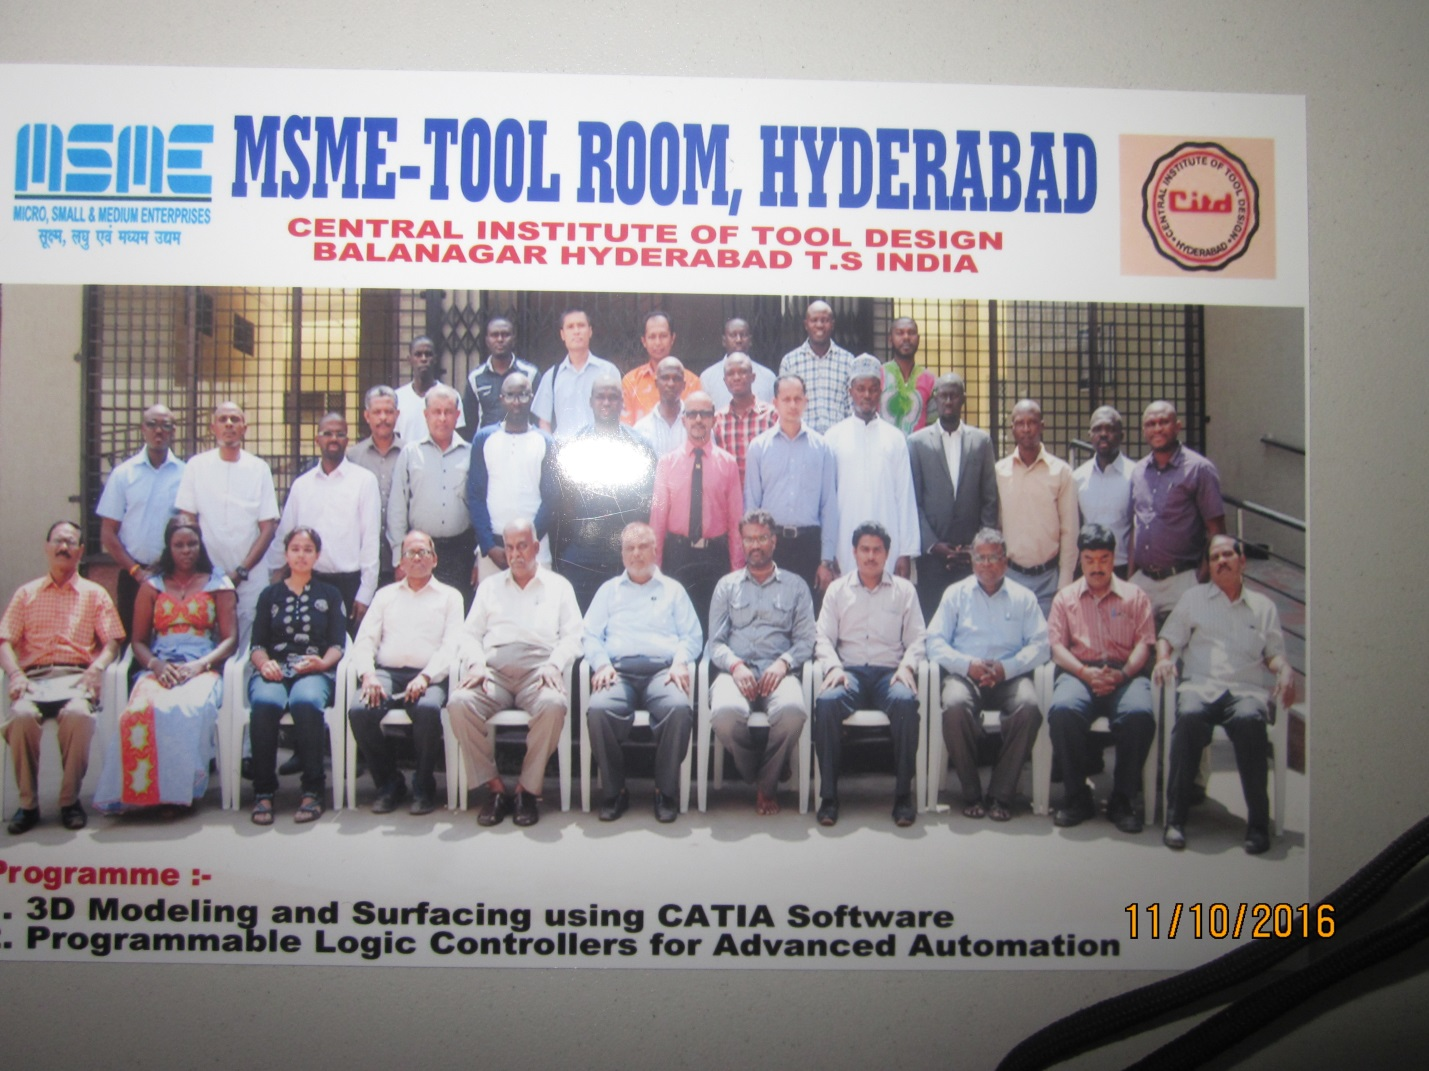 MSME
MICRO, SMALL & MEDIUM ENTERPRISES
सूक्ष्म, लघु एवं मध्यम उद्यम
MSME-TOOL ROOM, HYDERABAD
CENTRAL INSTITUTE OF TOOL DESIGN
BALANAGAR HYDERABAD T.S INDIA
CENTRAL INSTITUTE OF TOOL DESIGN
Citd
HYDERABAD
Programme :-
. 3D Modeling and Surfacing using CATIA Software
. Programmable Logic Controllers for Advanced Automation
11/10/2016